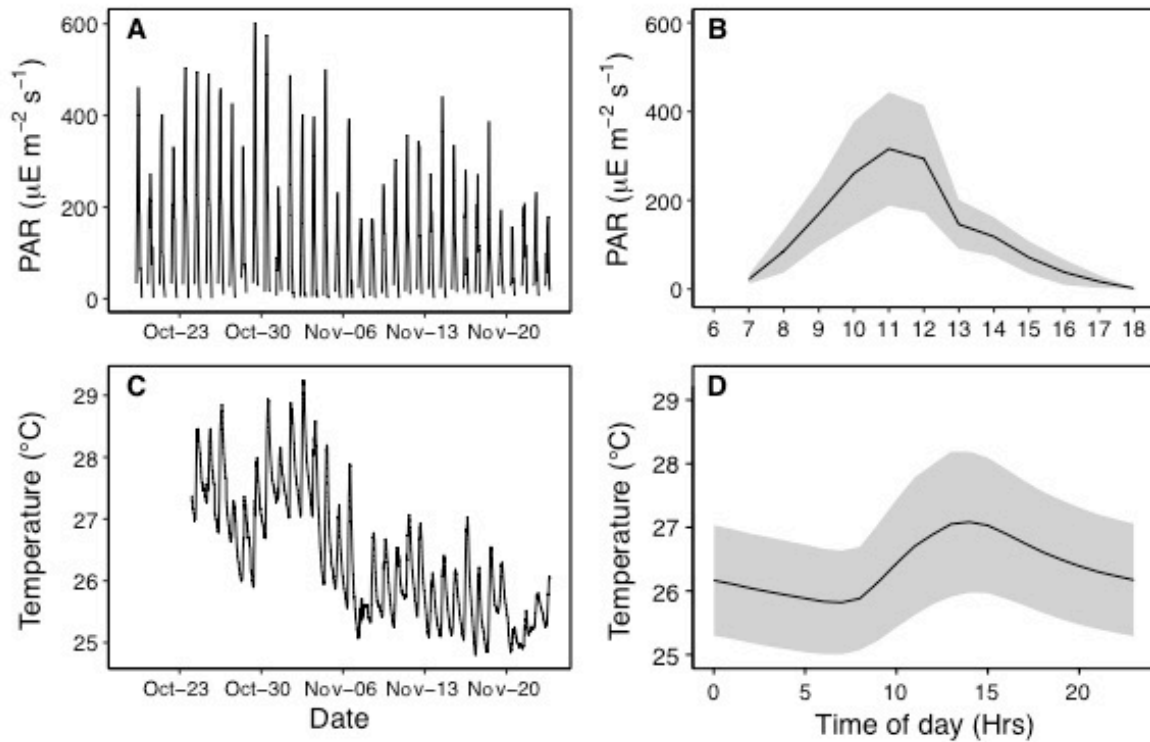 A
PAR (μE m−2 s−1)
600
400
200
0
Oct−23 Oct−30 Nov−06 Nov−13 Nov−20
B
PAR (μE m−2 s−1)
600
400
200
0
6 7 8 9 10 11 12 13 14 15 16 17 18
C
Temperature (°C)
29
28
27
26
25
Oct−23 Oct−30 Nov−06 Nov−13 Nov−20
Date
D
Temperature (°C)
29
28
27
26
25
0 5 10 15 20
Time of day (Hrs)